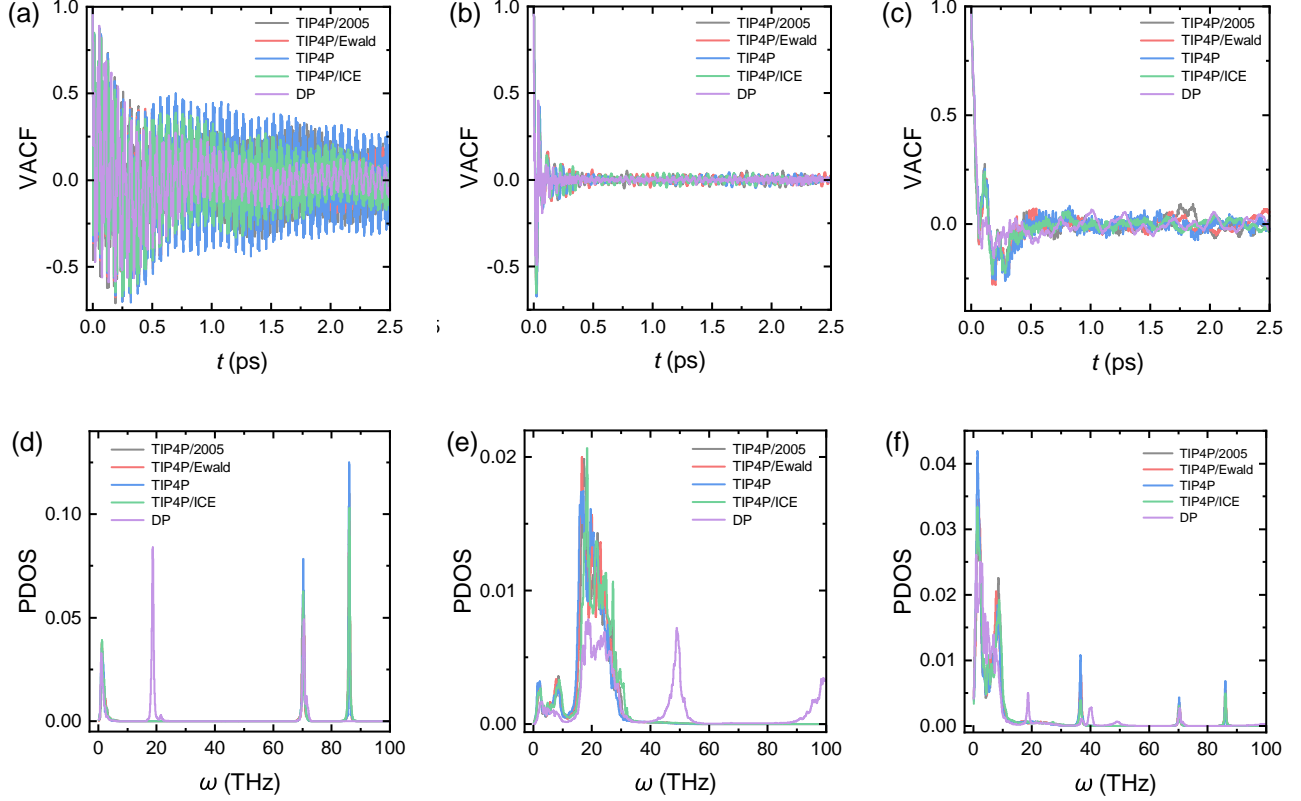 (a)
1.0
0.5
0.0
-0.5
VACF
TIP4P/2005
TIP4P/Ewald
TIP4P
TIP4P/ICE
DP
0.0 0.5 1.0 1.5 2.0 2.5
t (ps)
(b)
1.0
0.5
0.0
-0.5
VACF
TIP4P/2005
TIP4P/Ewald
TIP4P
TIP4P/ICE
DP
0.0 0.5 1.0 1.5 2.0 2.5
t (ps)
(c)
1.0
0.5
0.0
VACF
TIP4P/2005
TIP4P/Ewald
TIP4P
TIP4P/ICE
DP
0.0 0.5 1.0 1.5 2.0 2.5
t (ps)
(d)
0.10
0.05
0.00
PDOS
TIP4P/2005
TIP4P/Ewald
TIP4P
TIP4P/ICE
DP
0 20 40 60 80 100
ω (THz)
(e)
0.02
0.01
0.00
PDOS
TIP4P/2005
TIP4P/Ewald
TIP4P
TIP4P/ICE
DP
0 20 40 60 80 100
ω (THz)
(f)
0.04
0.03
0.02
0.01
0.00
PDOS
TIP4P/2005
TIP4P/Ewald
TIP4P
TIP4P/ICE
DP
0 20 40 60 80 100
ω (THz)